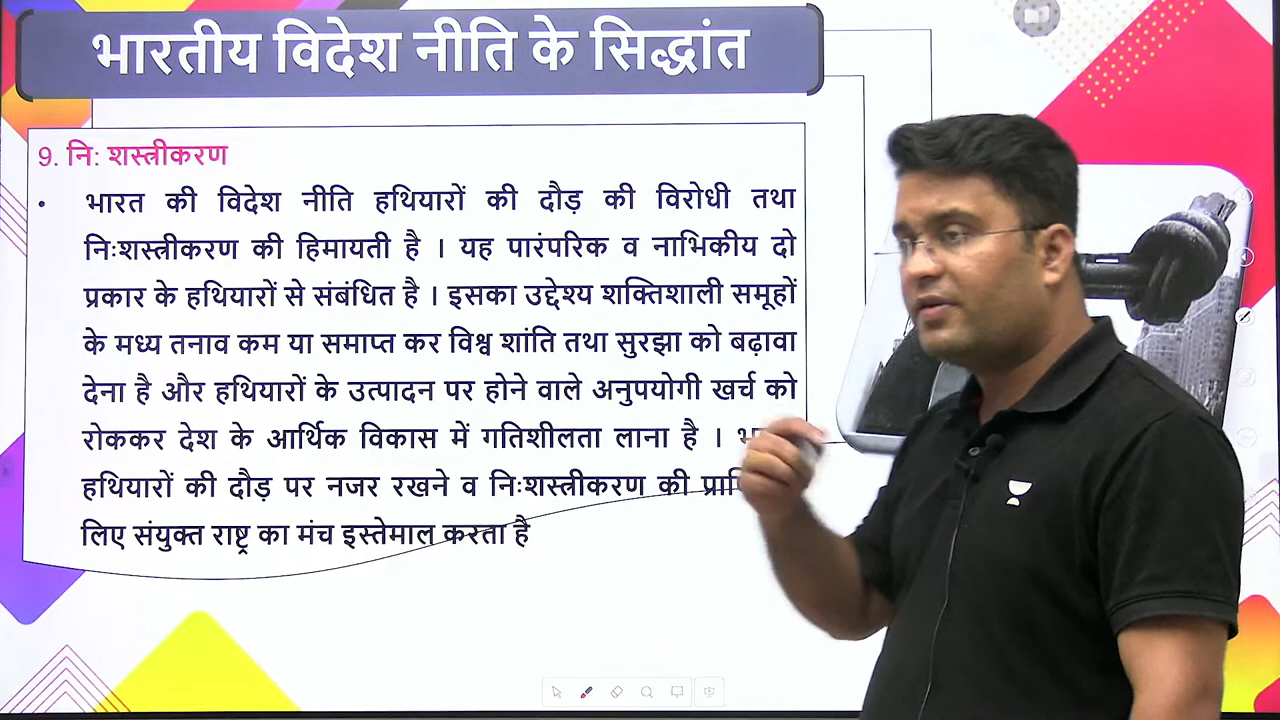 भारतीय विदेश नीति के सिद्धांत
9. नि: शस्त्रीकरण
• भारत की विदेश नीति हथियारों की दौड़ की विरोधी तथा
निःशस्त्रीकरण की हिमायती है । यह पारंपरिक व नाभिकीय दो
प्रकार के हथियारों से संबंधित है । इसका उद्देश्य शक्तिशाली समूहों
के मध्य तनाव कम या समाप्त कर विश्व शांति तथा सुरझा को बढ़ावा
देना है और हथियारों के उत्पादन पर होने वाले अनुपयोगी खर्च को
रोककर देश के आर्थिक विकास में गतिशीलता लाना है ।
हथियारों की दौड़ पर नजर रखने व निःशस्त्रीकरण की
लिए संयुक्त राष्ट्र का मंच इस्तेमाल करता है